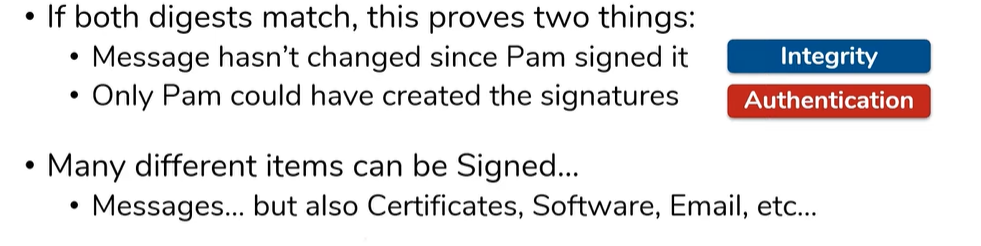 • If both digests match, this proves two things:
• Message hasn't changed since Pam signed it
Integrity
• Only Pam could have created the signatures
Authentication
• Many different items can be Signed...
• Messages... but also Certificates, Software, Email, etc...